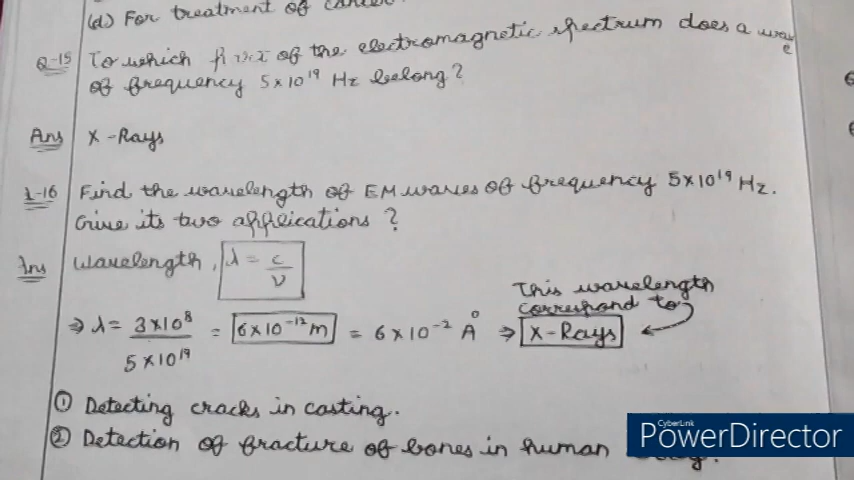 (d) For treatment of cancer
Q-15 To which part of the electromagnetic spectrum does a wave
of frequency 5×10¹⁹ Hz belong?
Ans X-Rays
Q-16 Find the wavelength of EM waves of frequency 5×10¹⁹ Hz.
Give its two applications?
Ans Wavelength, λ = c/ν
This wavelength
correspond to
⇒ λ = 3×10⁸/5×10¹⁹ = 6×10⁻¹² m = 6×10⁻² Å ⇒ X-Rays
① Detecting cracks in casting.
② Detection of fracture of bones in human
CyberLink
PowerDirector